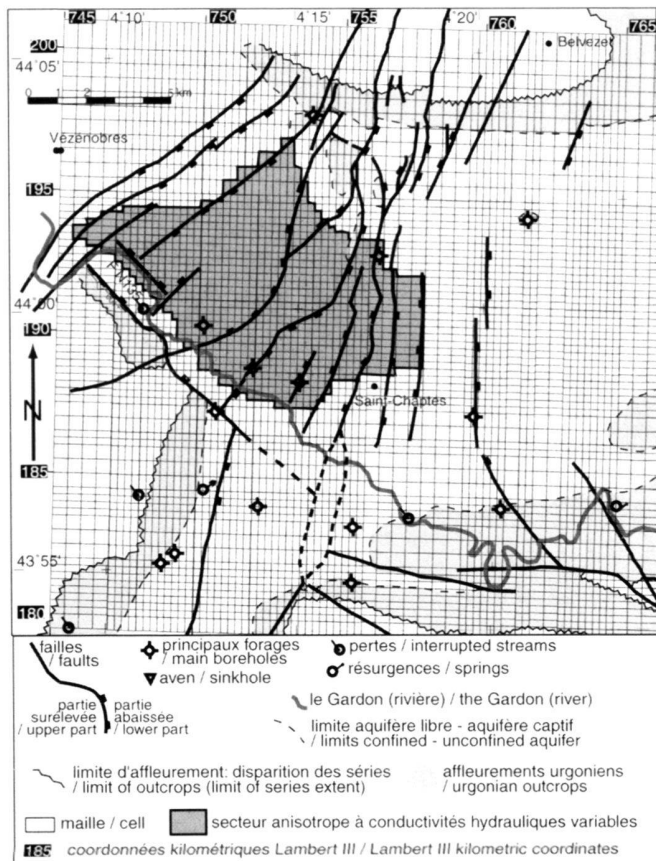 745 4°10' 750 4°15' 755 4°20' 760 765
200
Belveze
44°05'
0 1 2 5 km
Vézénobres
195
44°00'
190
N
Saint-Chaptes
185
43°55'
180
failles / faults
principaux forages / main boreholes
pertes / interrupted streams
aven / sinkhole
résurgences / springs
partie surélevée / upper part
partie abaissée / lower part
le Gardon (rivière) / the Gardon (river)
limite aquifère libre - aquifère captif
/ limits confined - unconfined aquifer
limite d'affleurement: disparition des séries
/ limit of outcrops (limit of series extent)
affleurements urgoniens
/ urgonian outcrops
maille / cell
secteur anisotrope à conductivités hydrauliques variables
185 coordonnées kilométriques Lambert III / Lambert III kilometric coordinates